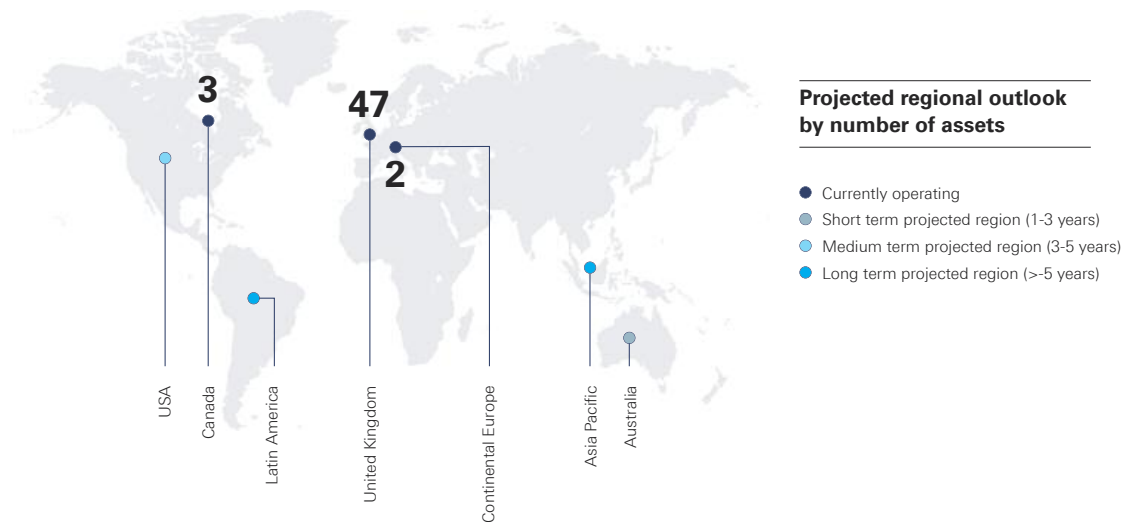 3
47
2
USA
Canada
Latin America
United Kingdom
Continental Europe
Asia Pacific
Australia
Projected regional outlook
by number of assets
Currently operating
Short term projected region (1-3 years)
Medium term projected region (3-5 years)
Long term projected region (>-5 years)